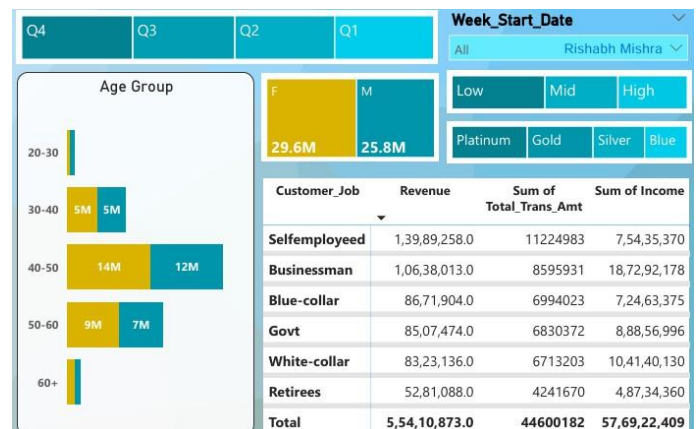 Q4 Q3 Q2 Q1
Week_Start_Date
All Rishabh Mishra
Age Group
20-30
30-40 5M 5M
40-50 14M 12M
50-60 9M 7M
60+
F M
29.6M 25.8M
Low Mid High
Platinum Gold Silver Blue
Customer_Job Revenue Sum of Sum of Income
Total_Trans_Amt
Selfemployeed 1,39,89,258.0 11224983 7,54,35,370
Businessman 1,06,38,013.0 8595931 18,72,92,178
Blue-collar 86,71,904.0 6994023 7,24,63,375
Govt 85,07,474.0 6830372 8,88,56,996
White-collar 83,23,136.0 6713203 10,41,40,130
Retirees 52,81,088.0 4241670 4,87,34,360
Total 5,54,10,873.0 44600182 57,69,22,409